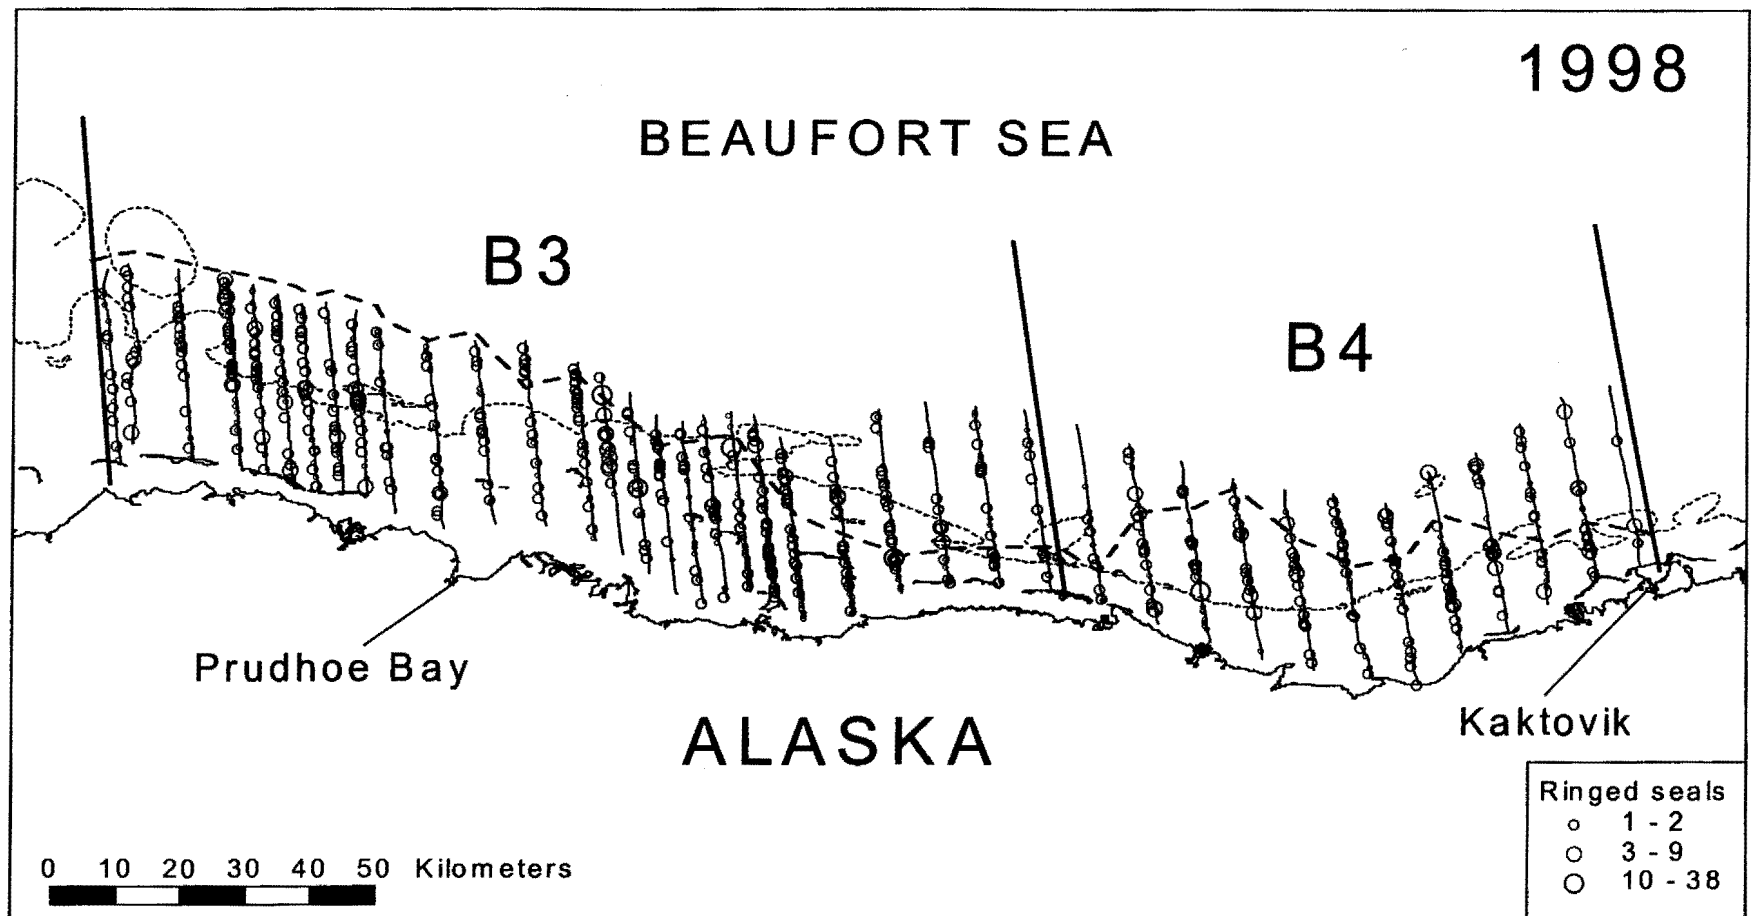 1998
BEAUFORT SEA
B3
B4
Prudhoe Bay
Kaktovik
ALASKA
Ringed seals
1 - 2
3 - 9
10 - 38
0 10 20 30 40 50 Kilometers